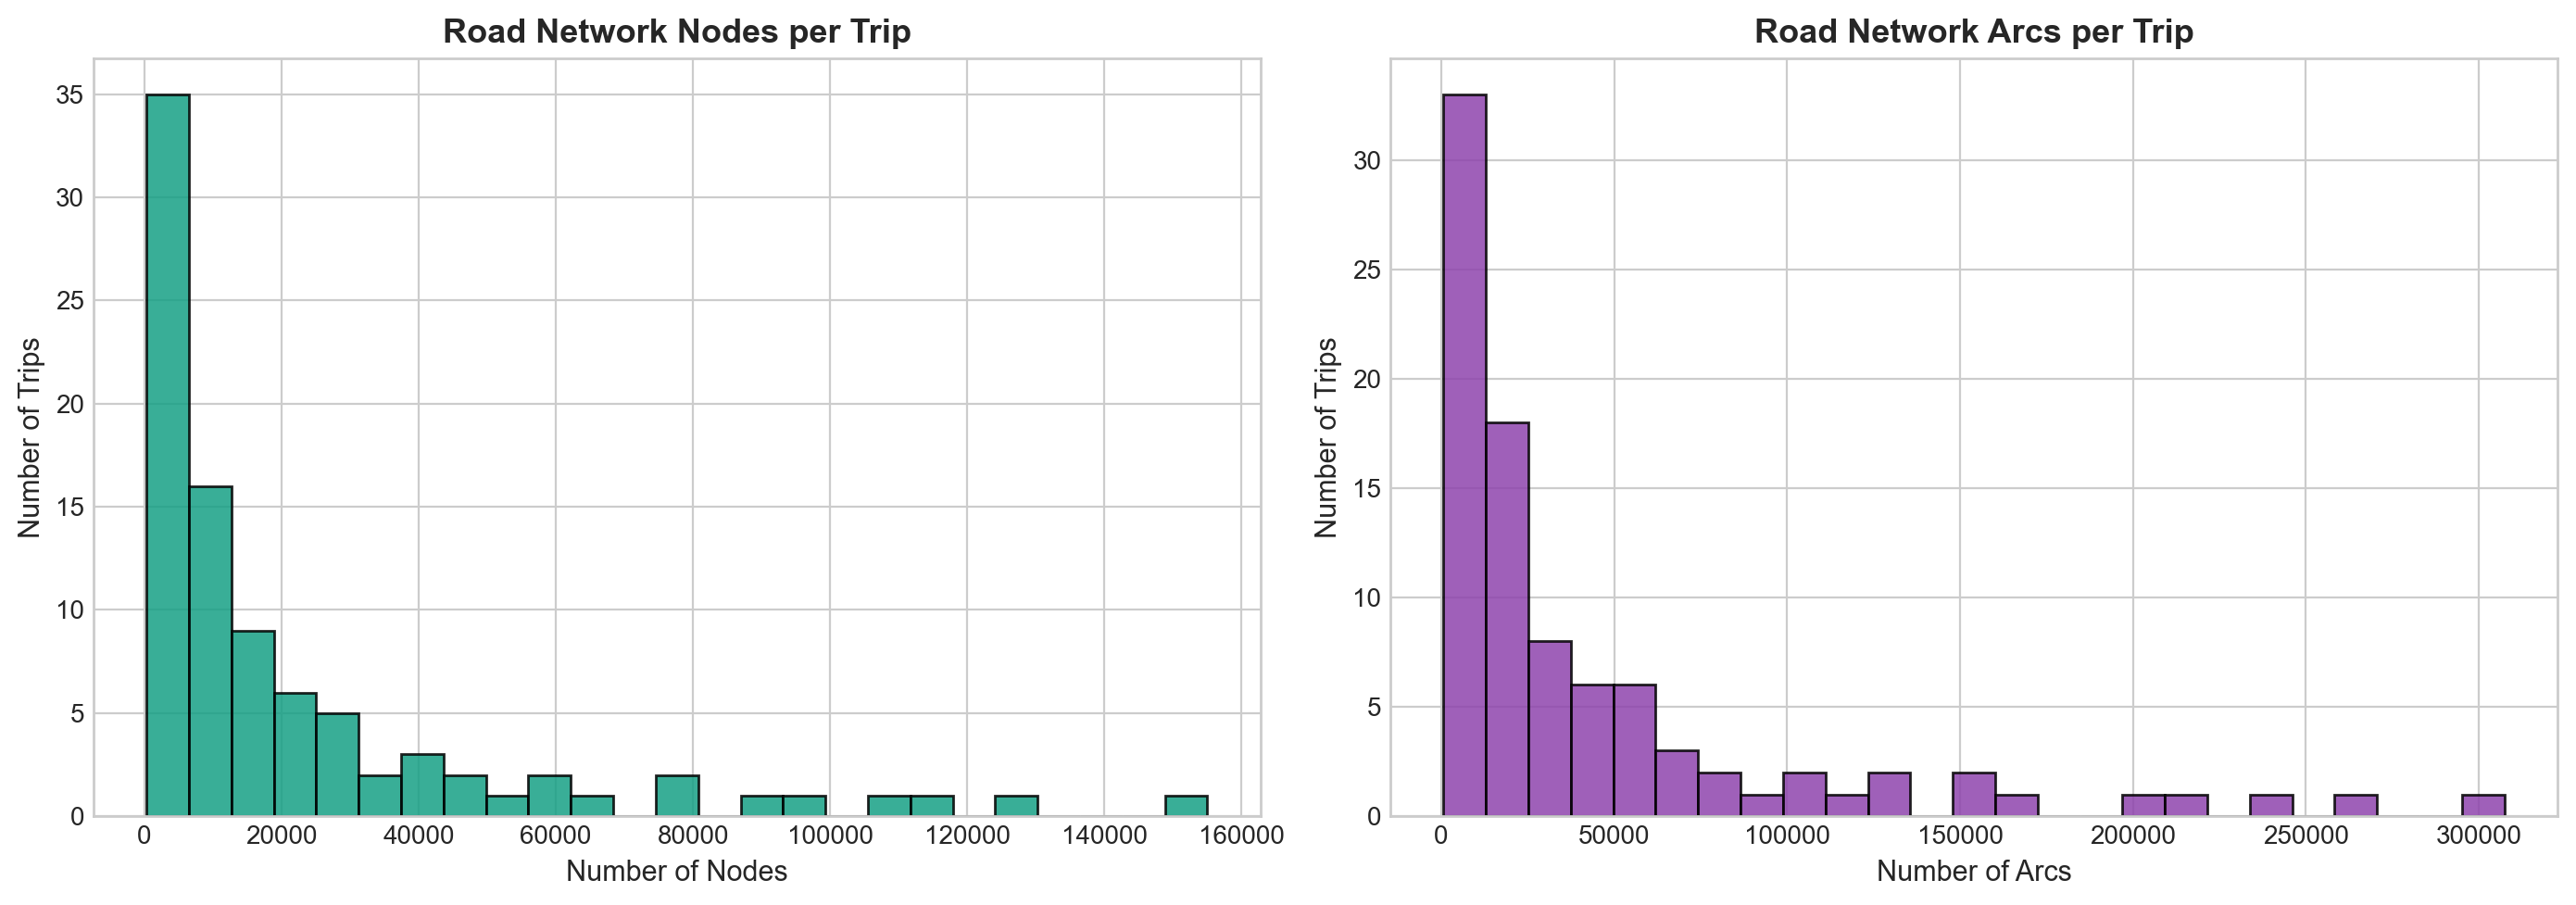 Road Network Nodes per Trip
Number of Trips
35
30
25
20
15
10
5
0
0 20000 40000 60000 80000 100000 120000 140000 160000
Number of Nodes
Road Network Arcs per Trip
Number of Trips
30
25
20
15
10
5
0
0 50000 100000 150000 200000 250000 300000
Number of Arcs